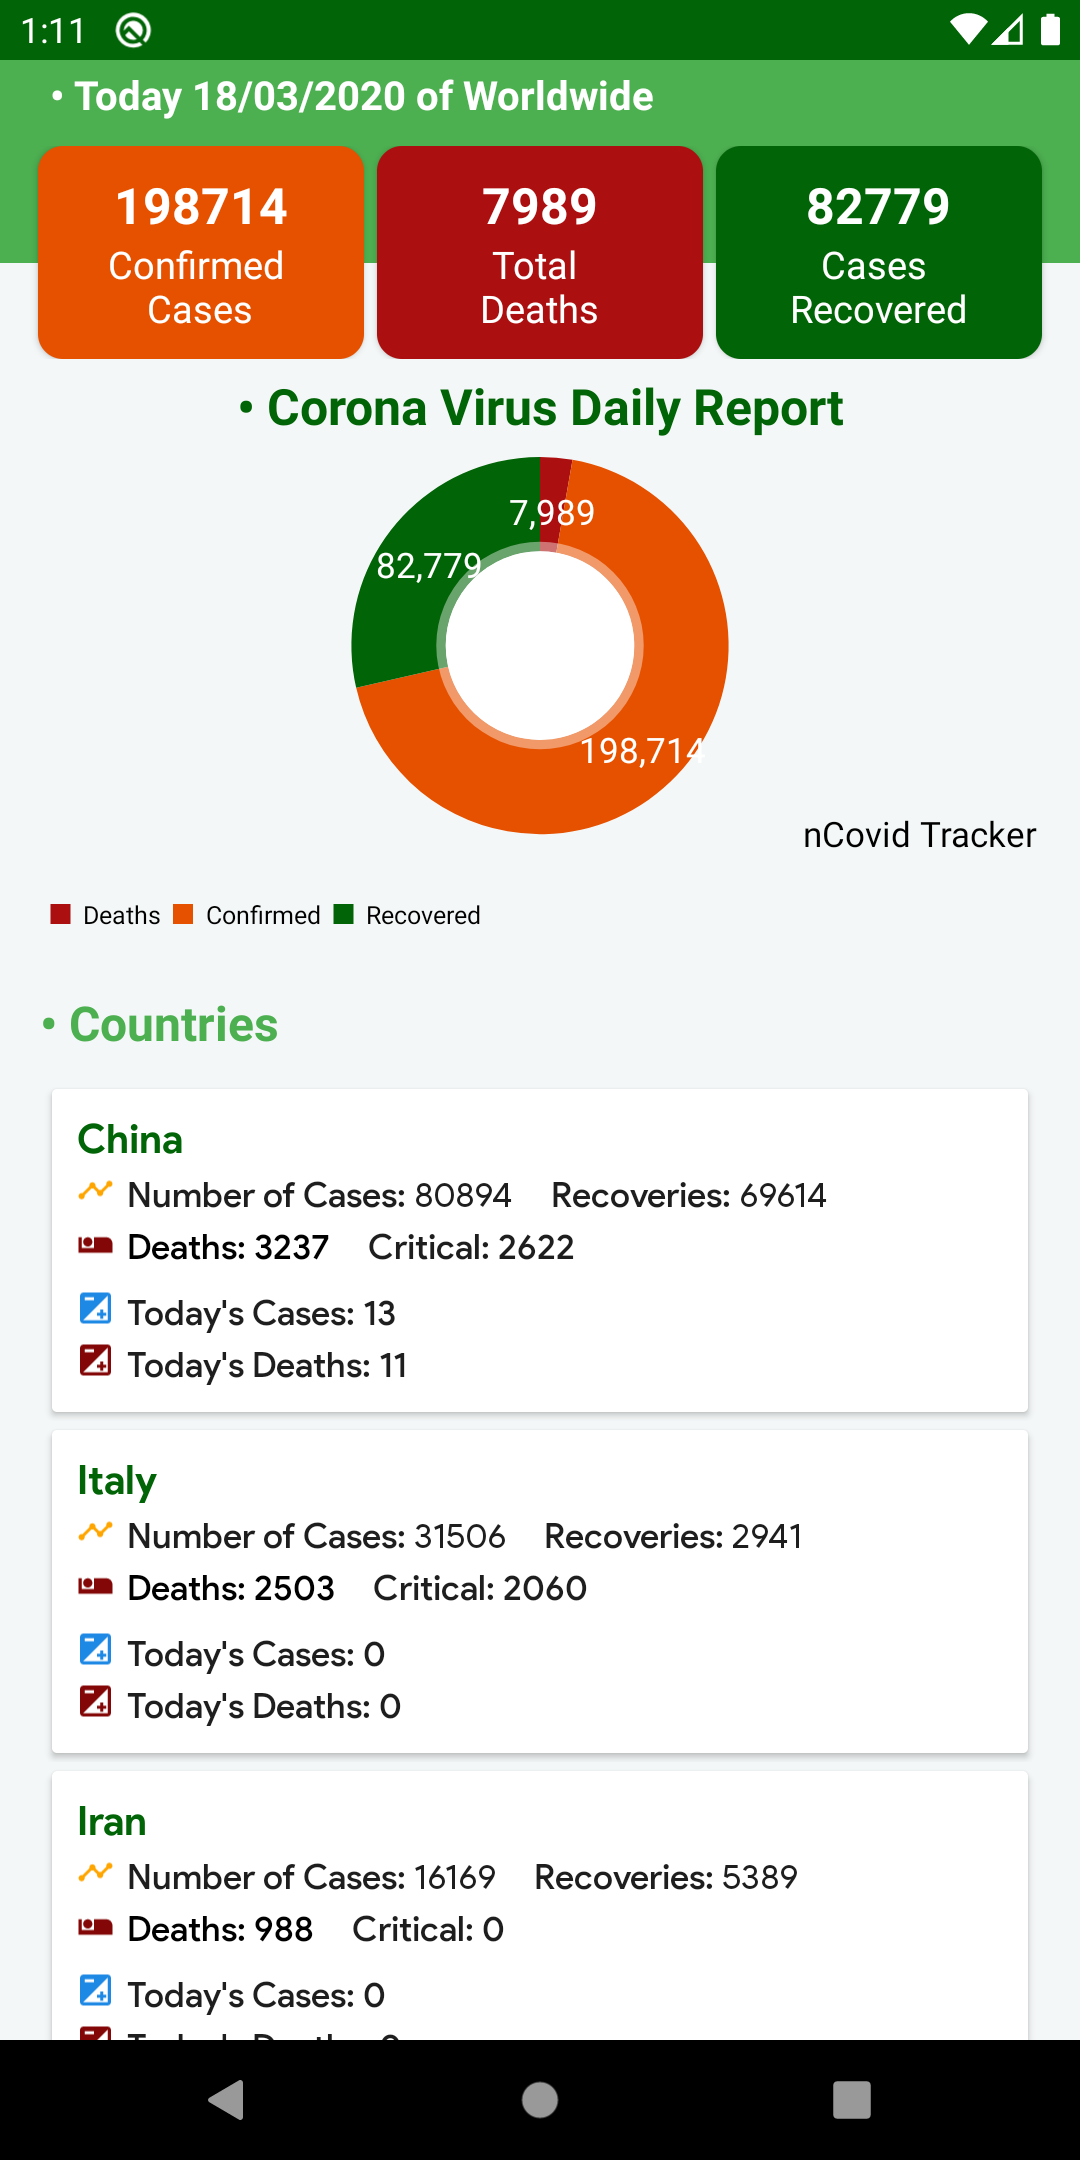 1:11
• Today 18/03/2020 of Worldwide
198714
Confirmed
Cases
7989
Total
Deaths
82779
Cases
Recovered
• Corona Virus Daily Report
7,989
82,779
198,714
nCovid Tracker
Deaths Confirmed Recovered
• Countries
China
Number of Cases: 80894 Recoveries: 69614
Deaths: 3237 Critical: 2622
Today's Cases: 13
Today's Deaths: 11
Italy
Number of Cases: 31506 Recoveries: 2941
Deaths: 2503 Critical: 2060
Today's Cases: 0
Today's Deaths: 0
Iran
Number of Cases: 16169 Recoveries: 5389
Deaths: 988 Critical: 0
Today's Cases: 0